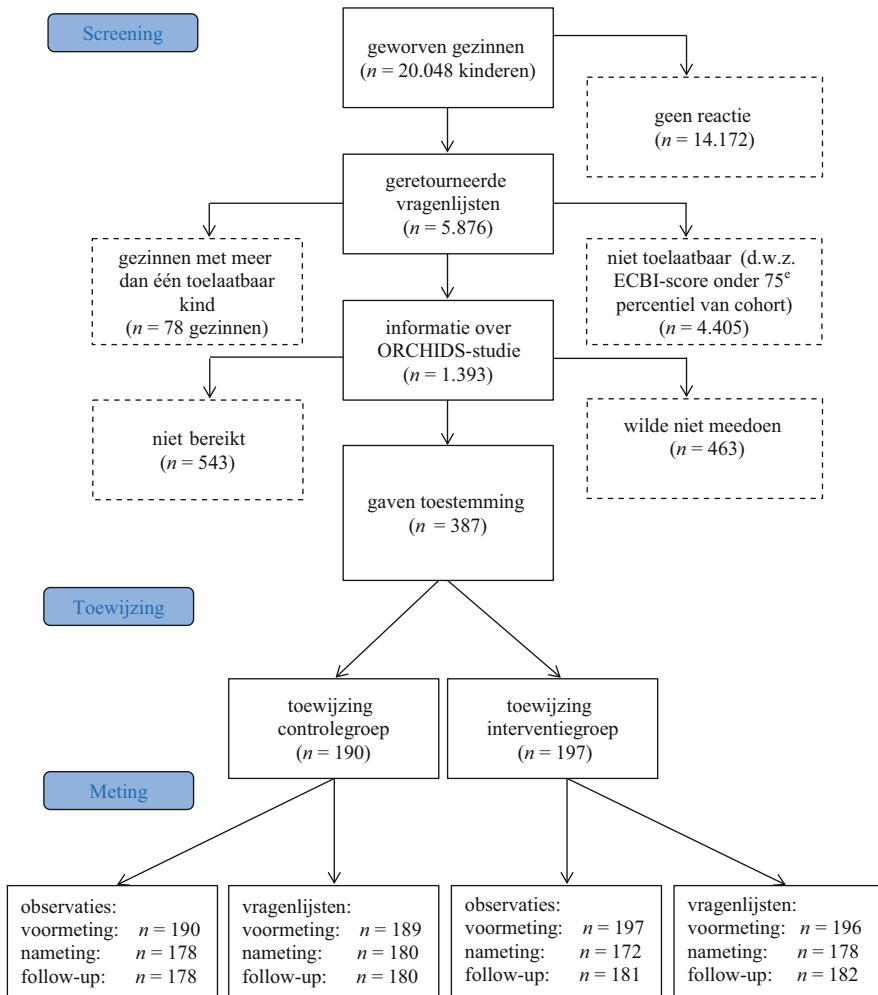 Screening
geworven gezinnen
(n = 20.048 kinderen)
geen reactie
(n = 14.172)
geretourneerde
vragenlijsten
(n = 5.876)
gezinnen met meer
dan één toelaatbaar
kind
(n = 78 gezinnen)
niet toelaatbaar (d.w.z.
ECBI-score onder 75e
percentiel van cohort)
(n = 4.405)
informatie over
ORCHIDS-studie
(n = 1.393)
niet bereikt
(n = 543)
wilde niet meedoen
(n = 463)
gaven toestemming
(n = 387)
Toewijzing
toewijzing
controlegroep
(n = 190)
toewijzing
interventiegroep
(n = 197)
Meting
observaties:
voormeting: n = 190
nameting: n = 178
follow-up: n = 178
vragenlijsten:
voormeting: n = 189
nameting: n = 180
follow-up: n = 180
observaties:
voormeting: n = 197
nameting: n = 172
follow-up: n = 181
vragenlijsten:
voormeting: n = 196
nameting: n = 178
follow-up: n = 182